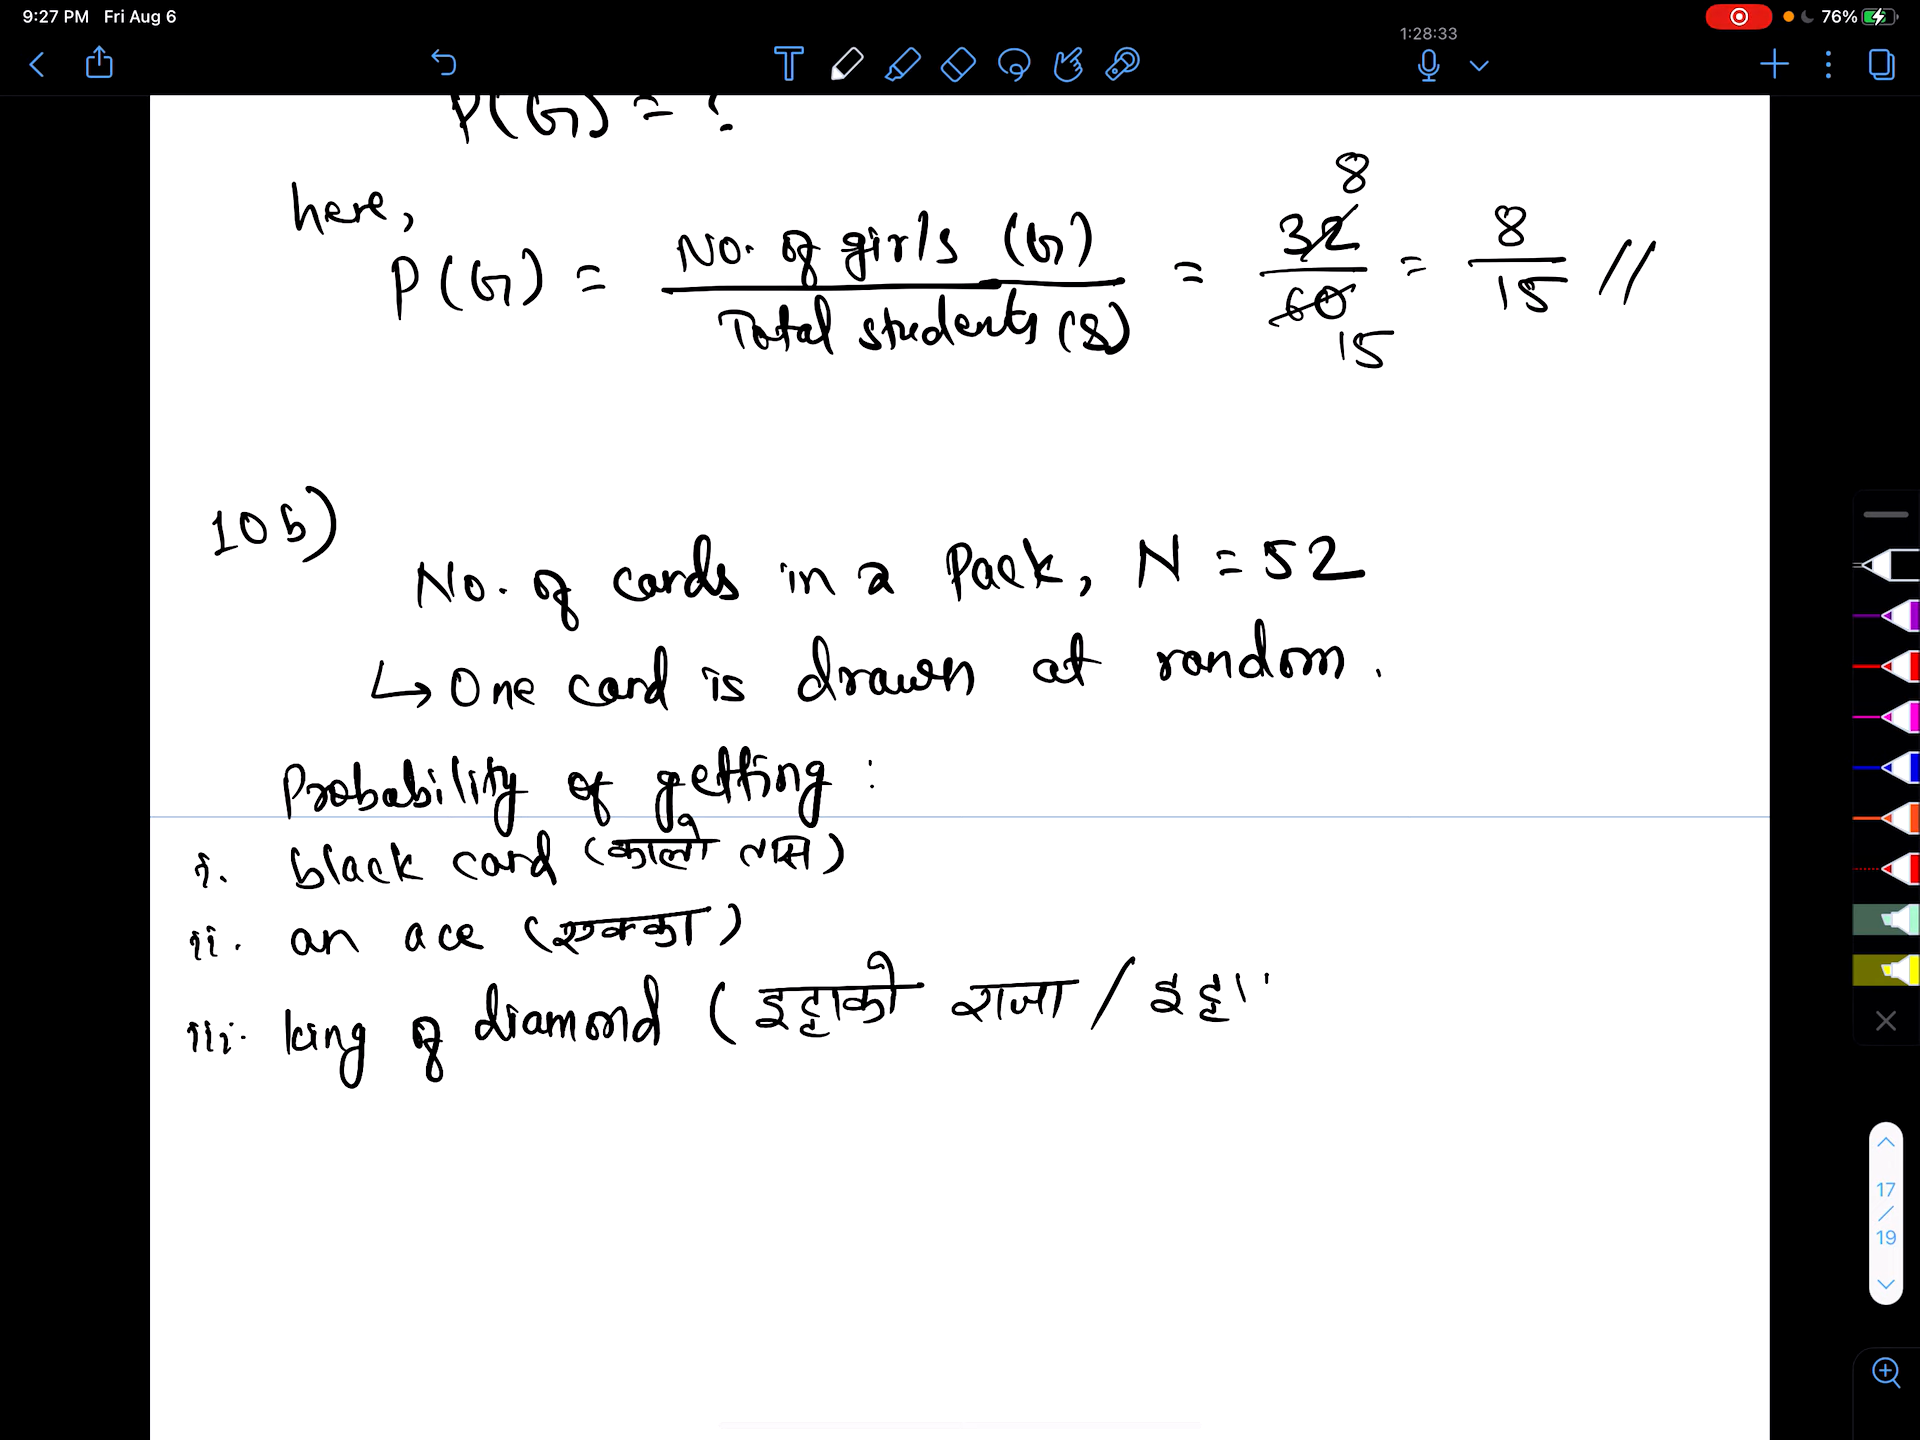 9:27 PM Fri Aug 6
76%
1:28:33
T
P(G) = ?
here,
P(G) = No. of girls (G) / Total students (S) = 32/60 = 8/15 //
8
15
10 b)
No. of cards in a Pack, N = 52
↳ One card is drawn at random.
Probability of getting :
i. black card (कालो तास)
ii. an ace (एक्का)
iii. king of diamond (इट्टाको राजा / इट्टा
17
/
19